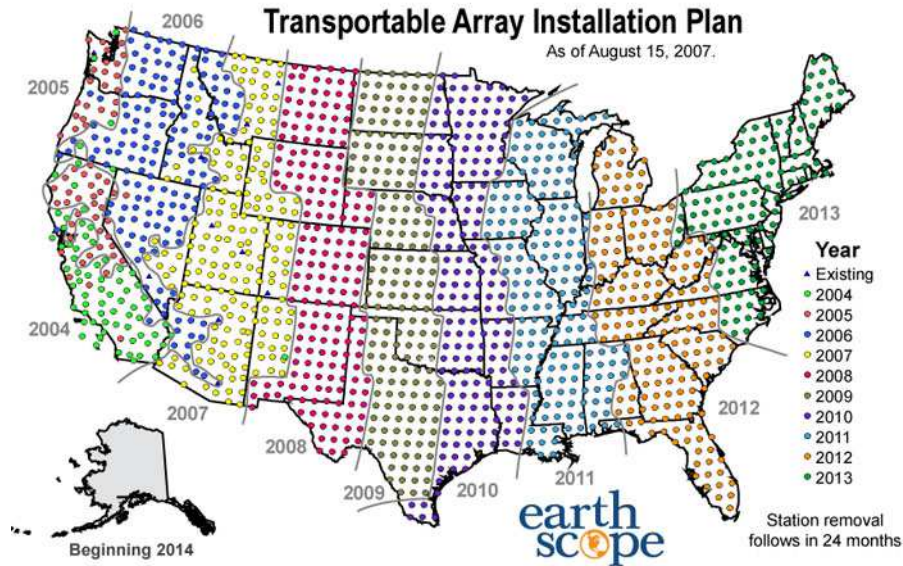 Transportable Array Installation Plan
As of August 15, 2007.
2006
2005
2013
Year
Existing
2004
2005
2006
2007
2008
2009
2010
2011
2012
2013
2004
2007
2008
2009
2010
2011
2012
Beginning 2014
earth
scope
Station removal
follows in 24 months